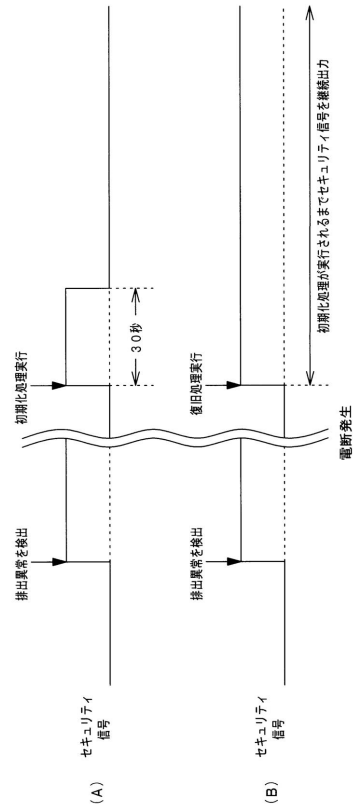 (A)
セキュリティ
信号
排出異常を検出
初期化処理実行
30秒
(B)
セキュリティ
信号
排出異常を検出
復旧処理実行
初期化処理が実行されるまでセキュリティ信号を継続出力
電断発生